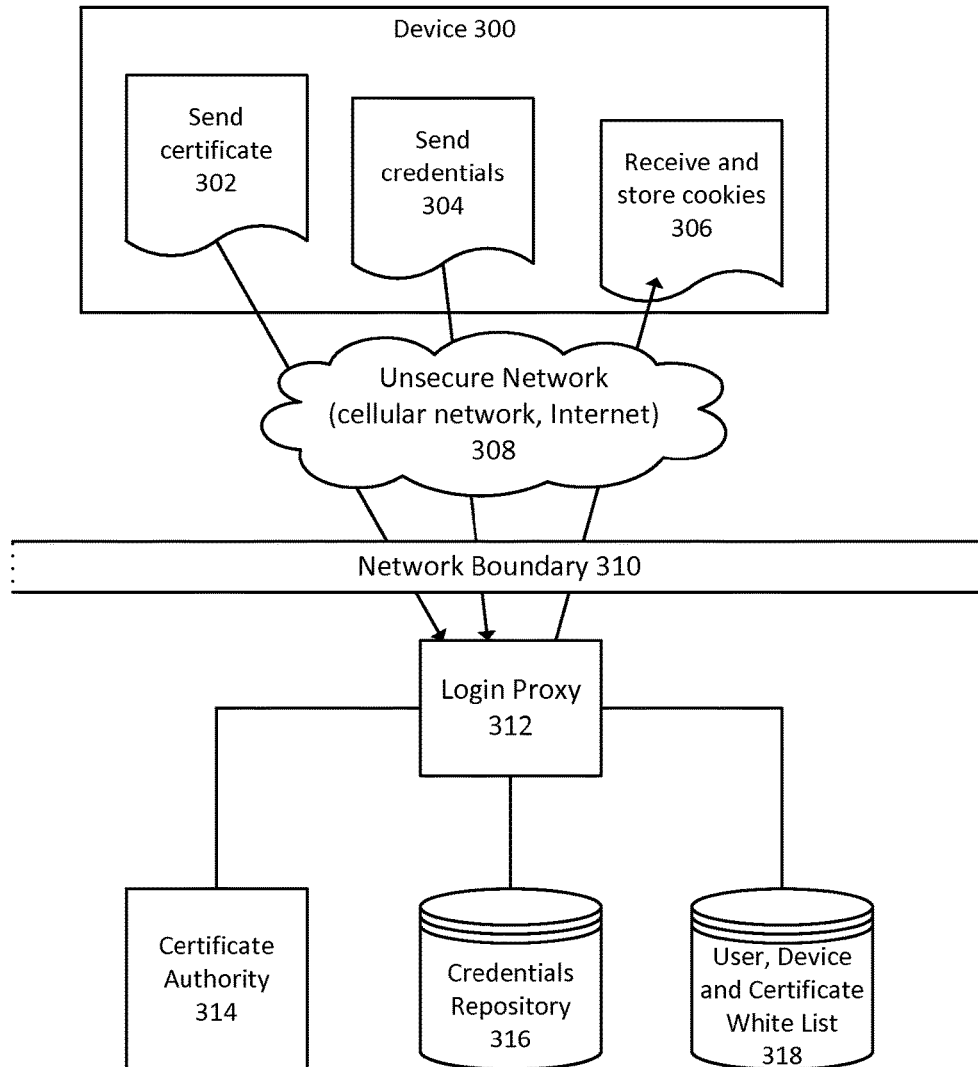 Device 300
Send
certificate
302
Send
credentials
304
Receive and
store cookies
306
Unsecure Network
(cellular network, Internet)
308
Network Boundary 310
Login Proxy
312
Certificate
Authority
314
Credentials
Repository
316
User, Device
and Certificate
White List
318